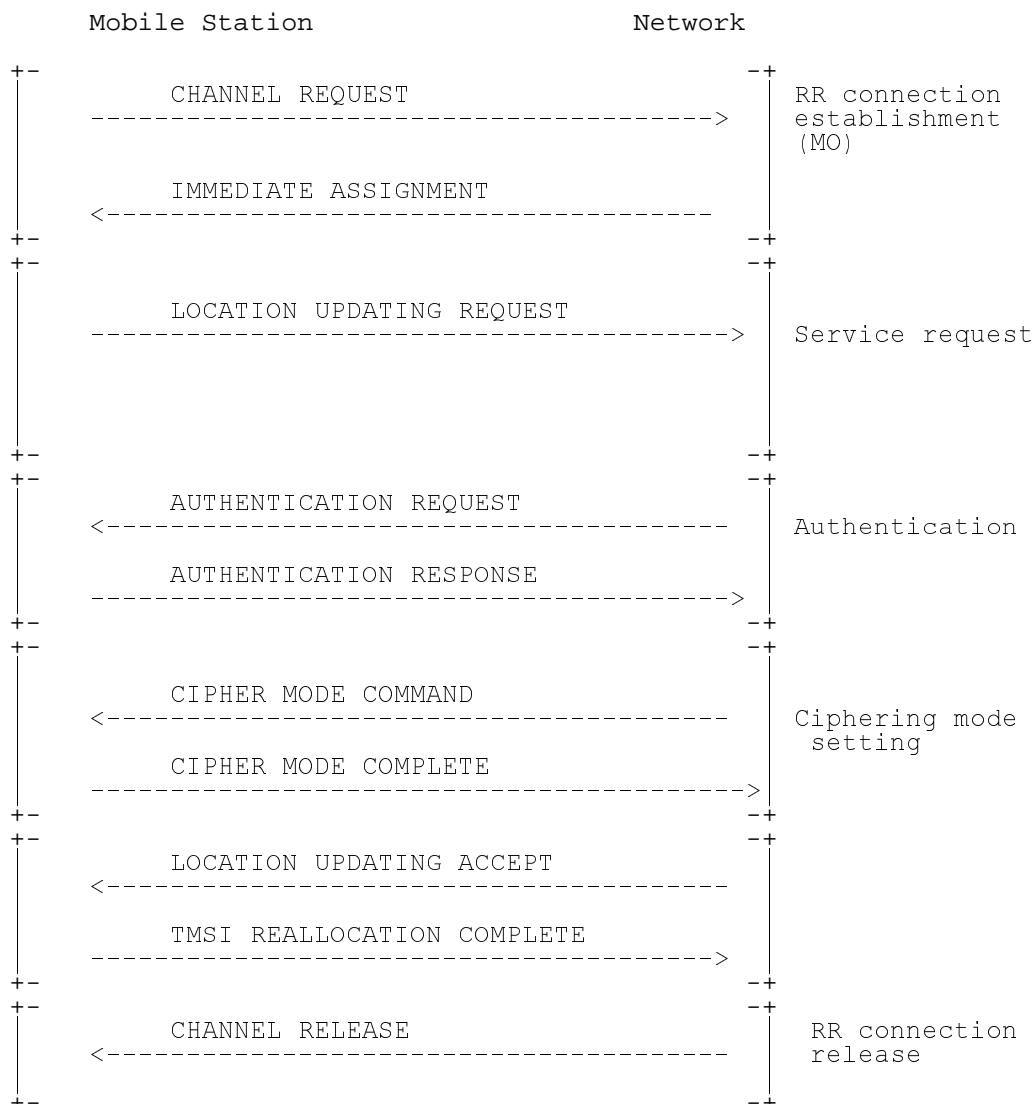 Mobile Station Network
CHANNEL REQUEST RR connection
establishment
(MO)
IMMEDIATE ASSIGNMENT
LOCATION UPDATING REQUEST
Service request
AUTHENTICATION REQUEST
Authentication
AUTHENTICATION RESPONSE
CIPHER MODE COMMAND
Ciphering mode
setting
CIPHER MODE COMPLETE
LOCATION UPDATING ACCEPT
TMSI REALLOCATION COMPLETE
CHANNEL RELEASE RR connection
release